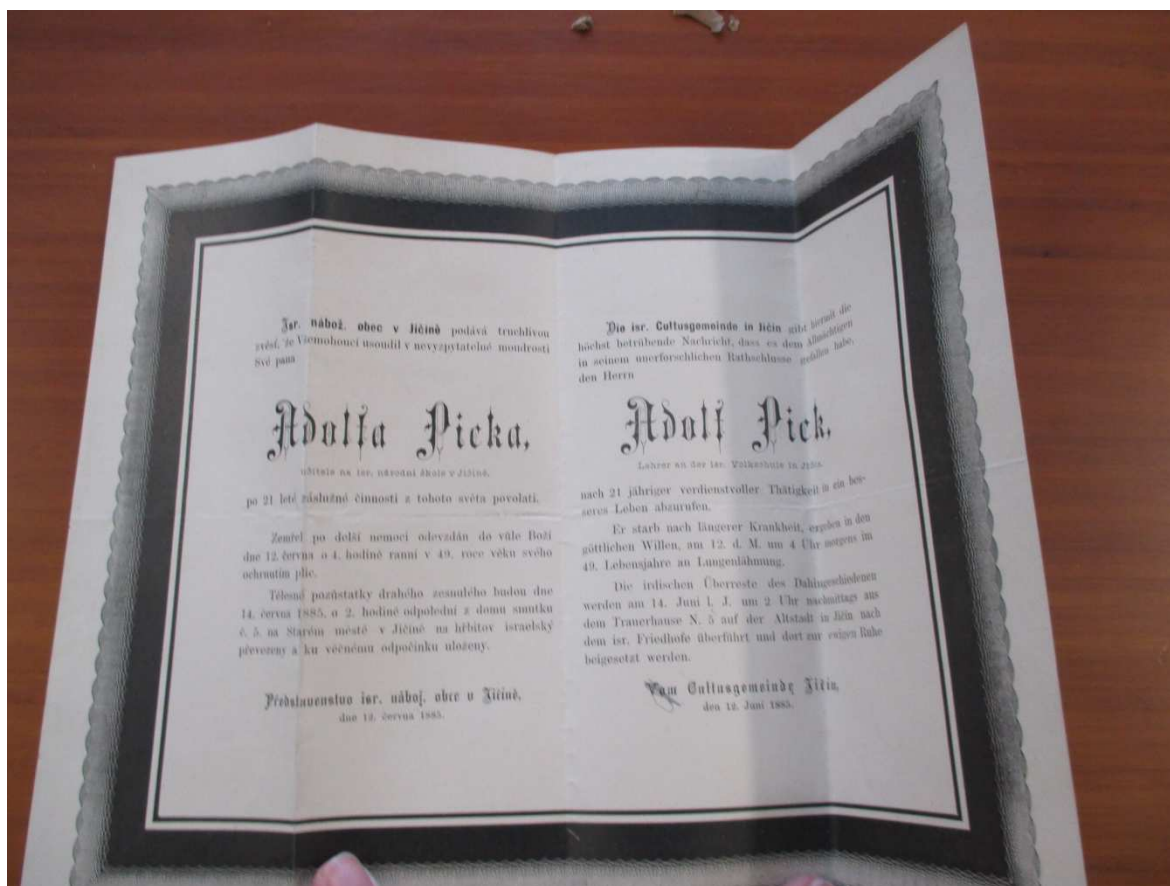 Isr. nábož. obec v Jičíně podává truchlivou
zvěst, že Všemohoucí usoudil v nevyzpytatelné moudrosti
Své pana
Adolfa Picka,
učitele na isr. národní škole v Jičíně,
po 21 leté záslužné činnosti z tohoto světa povolati.
Zemřel po delší nemoci odevzdán do vůle Boží
dne 12. června o 4. hodině ranní v 49. roce věku svého
ochrnutím plic.
Tělesné pozůstatky drahého zesnulého budou dne
14. června 1885. o 2. hodině odpolední z domu smutku
č. 5. na Starém městě v Jičíně na hřbitov israelský
převezeny a ku věčnému odpočinku uloženy.
Představenstvo isr. nábož. obce v Jičíně,
dne 12. června 1885.
Die isr. Cultusgemeinde in Jičín gibt hiermit die
höchst betrübende Nachricht, dass es dem Allmächtigen
in seinem unerforschlichen Rathschlusse gefallen habe,
den Herrn
Adolf Pick,
Lehrer an der isr. Volksschule in Jičín
nach 21 jähriger verdienstvoller Thätigkeit in ein bes-
seres Leben abzurufen.
Er starb nach längerer Krankheit, ergeben in den
göttlichen Willen, am 12. d. M. um 4 Uhr morgens im
49. Lebensjahre an Lungenlähmung.
Die irdischen Überreste des Dahingeschiedenen
werden am 14. Juni l. J. um 2 Uhr nachmittags aus
dem Trauerhause N. 5 auf der Altstadt in Jičín nach
dem isr. Friedhofe überführt und dort zur ewigen Ruhe
beigesetzt werden.
Vom Cultusgemeinde Jičín,
den 12. Juni 1885.